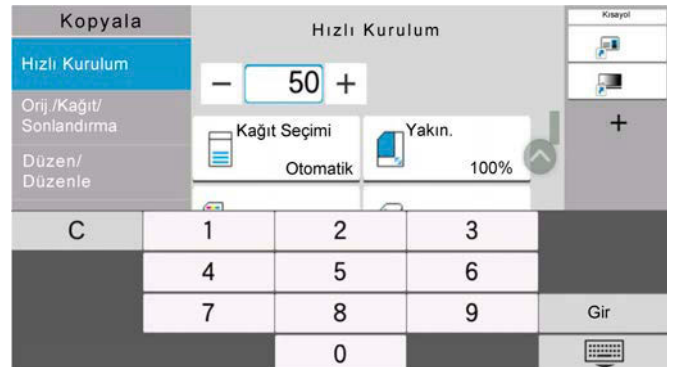 Kopyala
Hızlı Kurulum
Orij./Kağıt/
Sonlandırma
Düzen/
Düzenle
Hızlı Kurulum
− 50 +
Kağıt Seçimi
Otomatik
Yakın.
100%
Kısayol
+
C 1 2 3
4 5 6
7 8 9 Gir
0